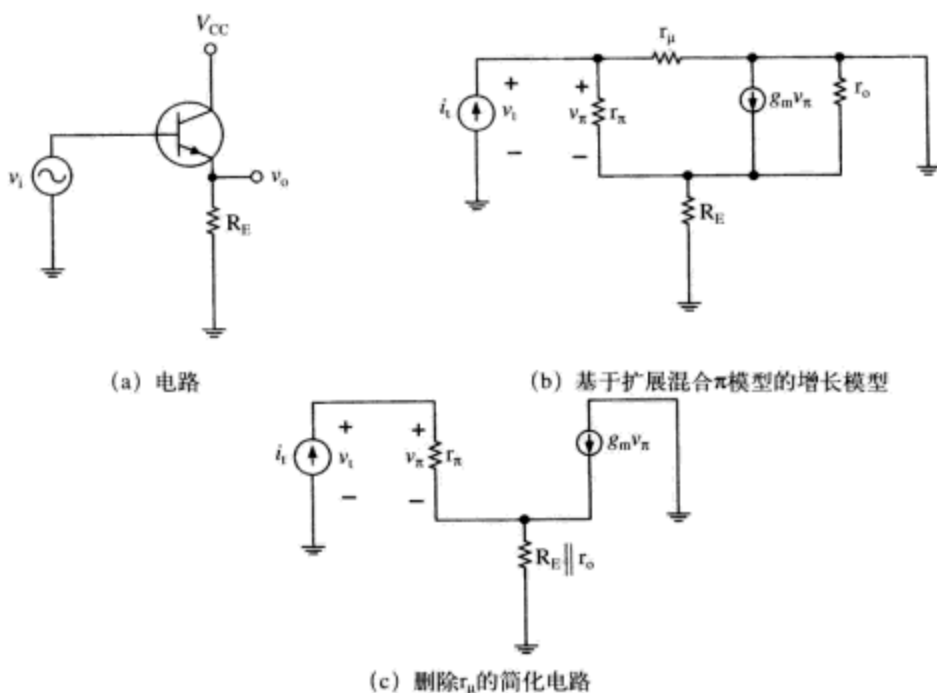 V_CC
v_i
v_o
R_E
(a) 电路
r_μ
i_t
+
v_t
−
+
v_π
−
r_π
g_m v_π
r_o
R_E
(b) 基于扩展混合π模型的增长模型
i_t
+
v_t
−
+
v_π
−
r_π
g_m v_π
R_E ∥ r_o
(c) 删除r_μ的简化电路